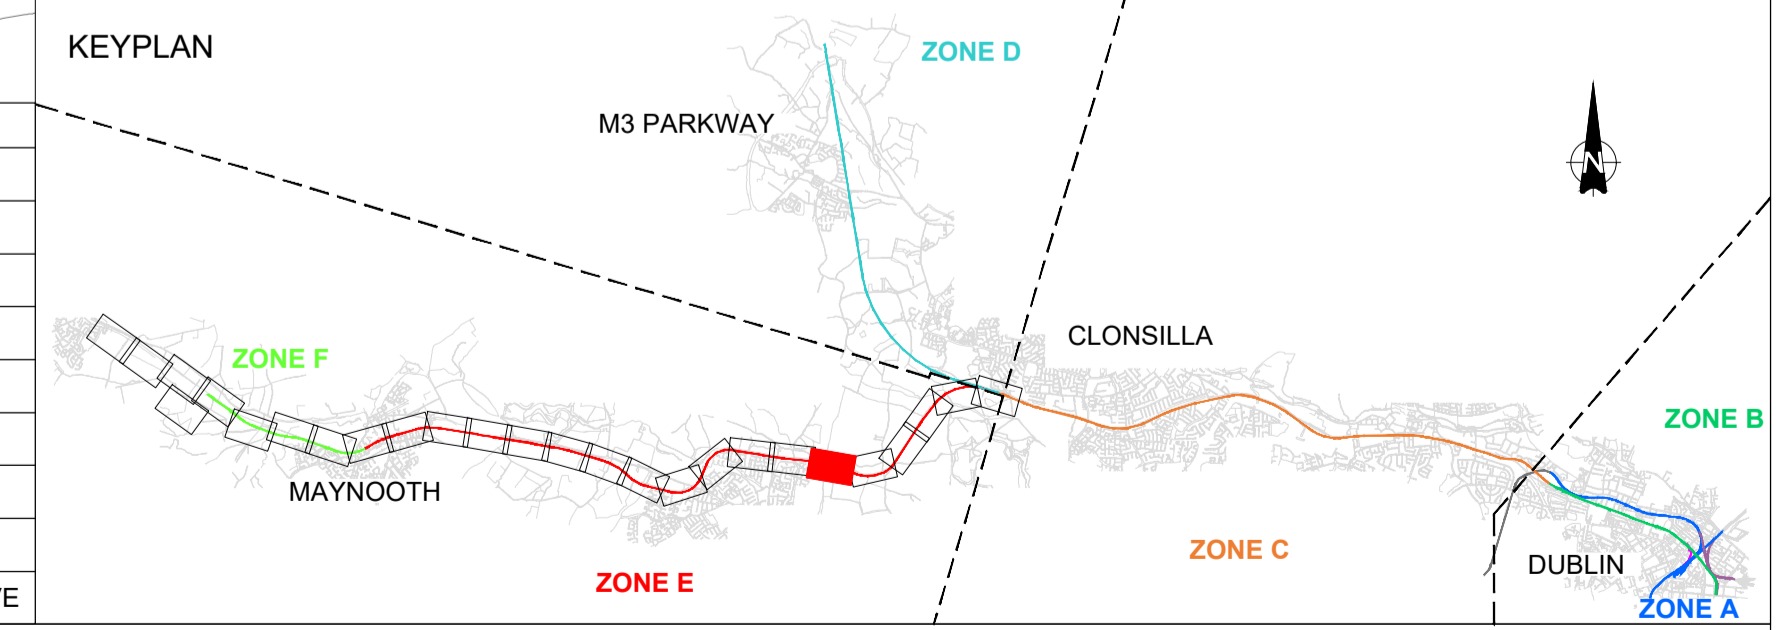 KEYPLAN
ZONE D
M3 PARKWAY
N
CLONSILLA
ZONE F
ZONE B
MAYNOOTH
ZONE C
DUBLIN
ZONE E
ZONE A